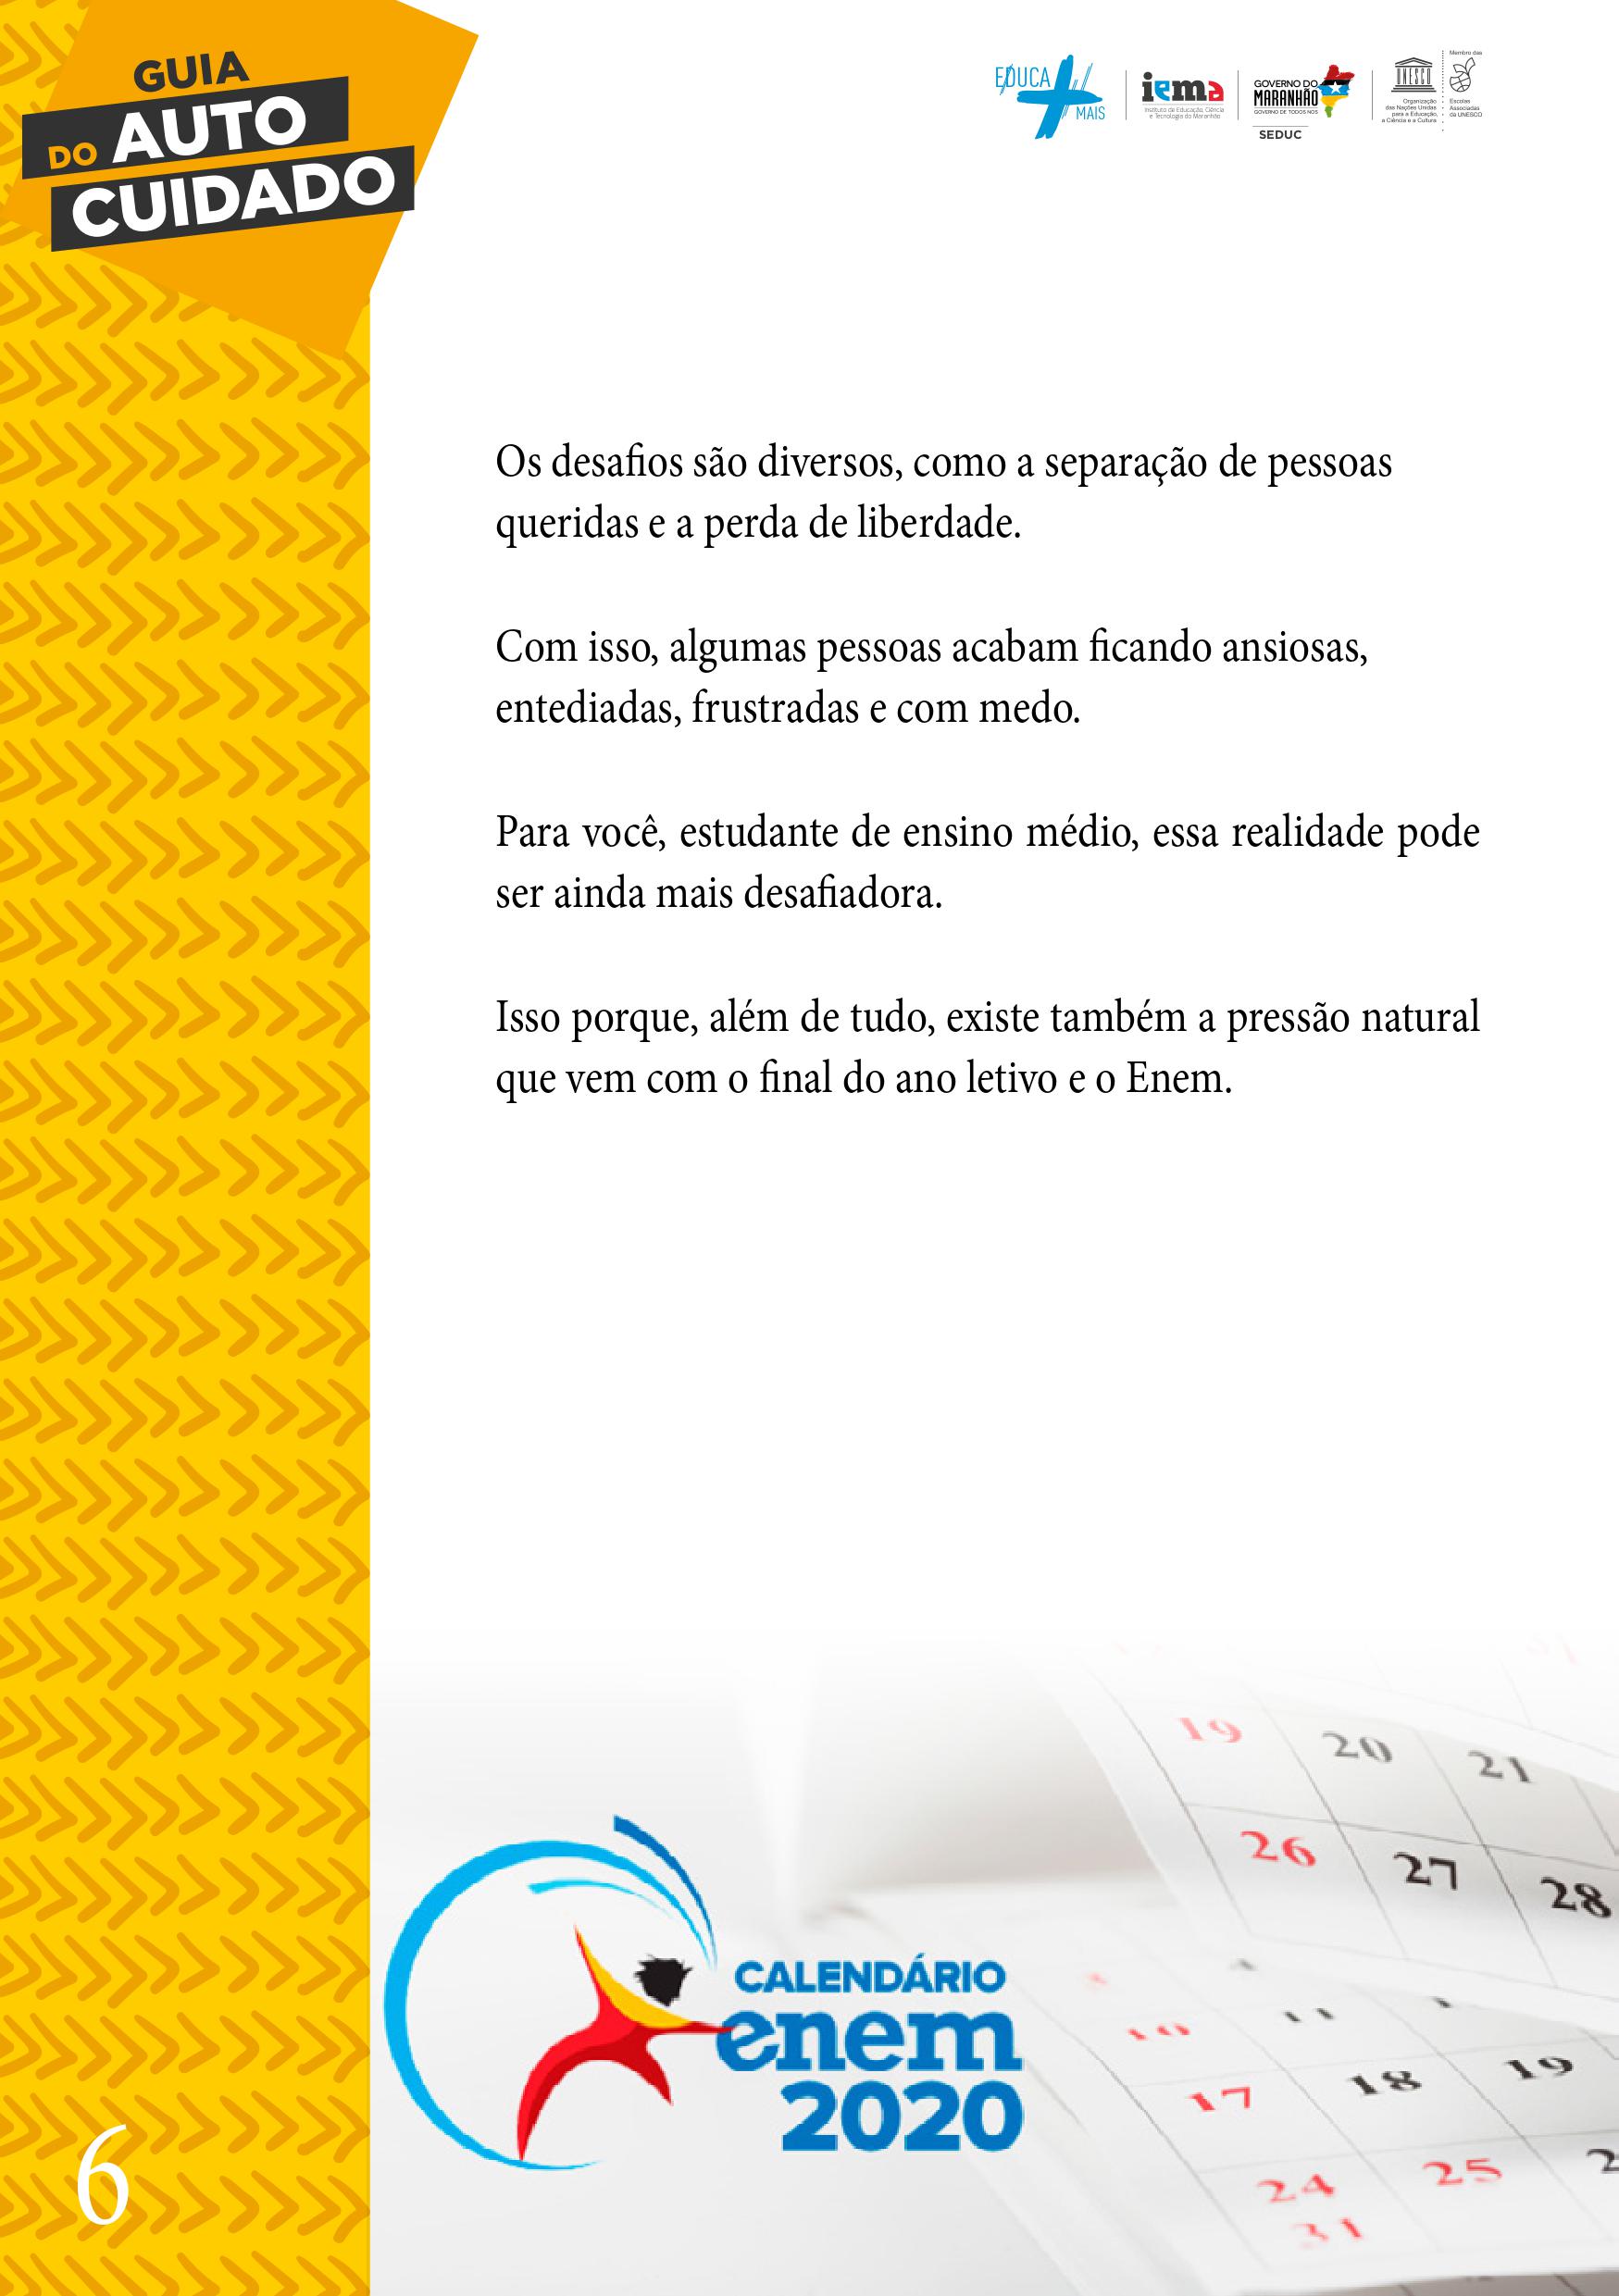 GUIA
DO AUTO
CUIDADO
EDUCA
MAIS
iema
Instituto de Educação, Ciência
e Tecnologia do Maranhão
GOVERNO DO
MARANHÃO
GOVERNO DE TODOS NÓS
SEDUC
UNESCO
Organização
das Nações Unidas
para a Educação,
a Ciência e a Cultura
Membro das
Escolas
Associadas
da UNESCO
Os desafios são diversos, como a separação de pessoas
queridas e a perda de liberdade.
Com isso, algumas pessoas acabam ficando ansiosas,
entediadas, frustradas e com medo.
Para você, estudante de ensino médio, essa realidade pode
ser ainda mais desafiadora.
Isso porque, além de tudo, existe também a pressão natural
que vem com o final do ano letivo e o Enem.
19 20 21
26 27 28
CALENDÁRIO
enem
2020
10 11
17 18 19
24 25
31
6